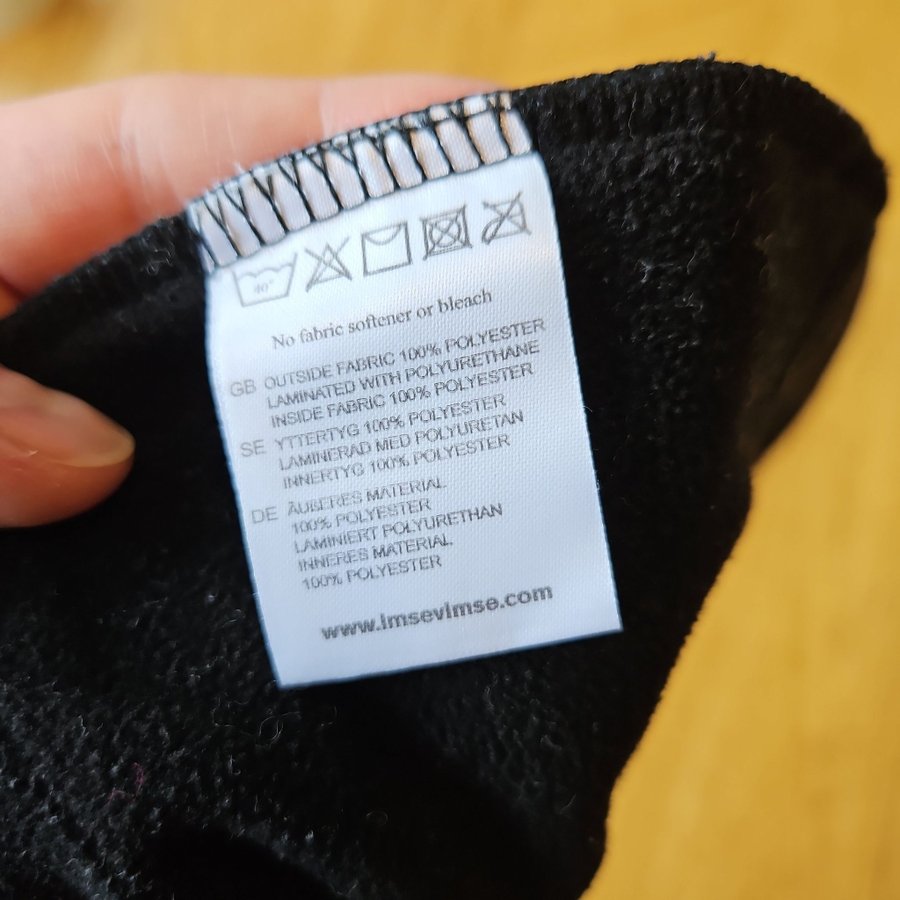 40°
No fabric softener or bleach
GB OUTSIDE FABRIC 100% POLYESTER
LAMINATED WITH POLYURETHANE
INSIDE FABRIC 100% POLYESTER
SE YTTERTYG 100% POLYESTER
LAMINERAD MED POLYURETAN
INNERTYG 100% POLYESTER
DE ÄUßERES MATERIAL
100% POLYESTER
LAMINIERT POLYURETHAN
INNERES MATERIAL
100% POLYESTER
www.imsevimse.com